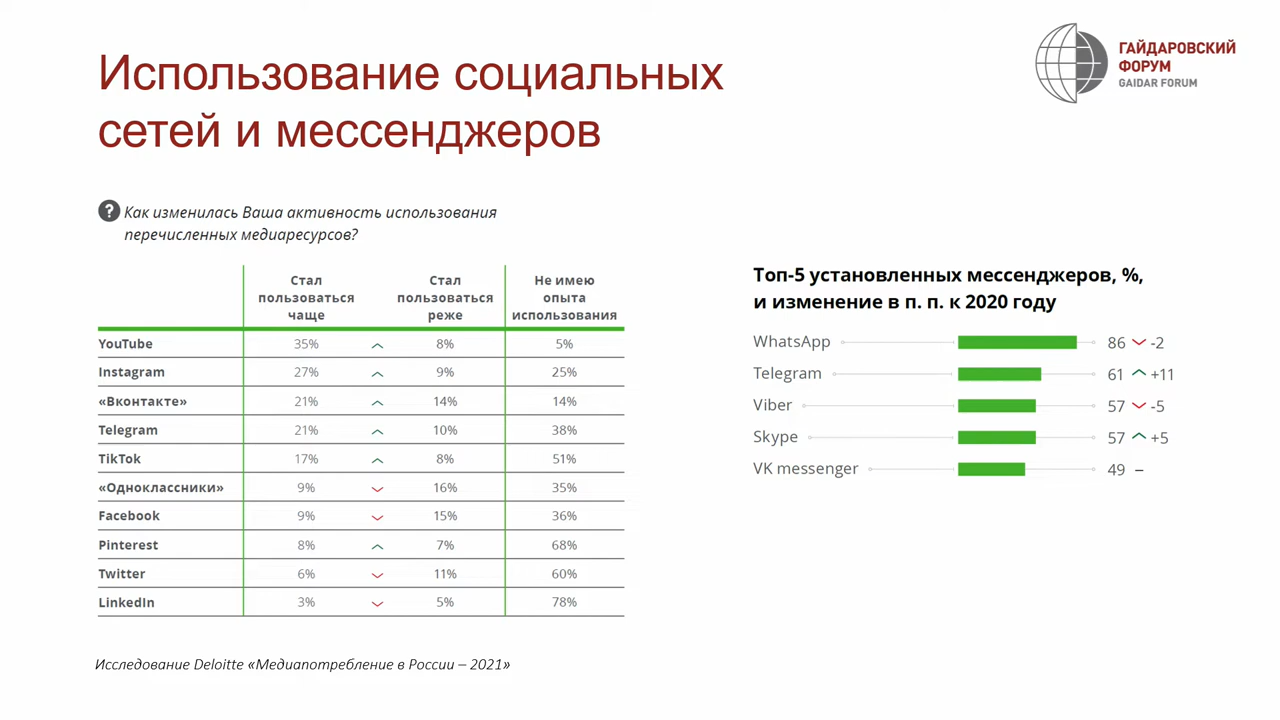 Использование социальных
сетей и мессенджеров
ГАЙДАРОВСКИЙ
ФОРУМ
GAIDAR FORUM
? Как изменилась Ваша активность использования
перечисленных медиаресурсов?
Стал пользоваться чаще Стал пользоваться реже Не имею опыта использования
YouTube 35% 8% 5%
Instagram 27% 9% 25%
«Вконтакте» 21% 14% 14%
Telegram 21% 10% 38%
TikTok 17% 8% 51%
«Одноклассники» 9% 16% 35%
Facebook 9% 15% 36%
Pinterest 8% 7% 68%
Twitter 6% 11% 60%
LinkedIn 3% 5% 78%
Топ-5 установленных мессенджеров, %,
и изменение в п. п. к 2020 году
WhatsApp 86 -2
Telegram 61 +11
Viber 57 -5
Skype 57 +5
VK messenger 49 –
Исследование Deloitte «Медиапотребление в России – 2021»